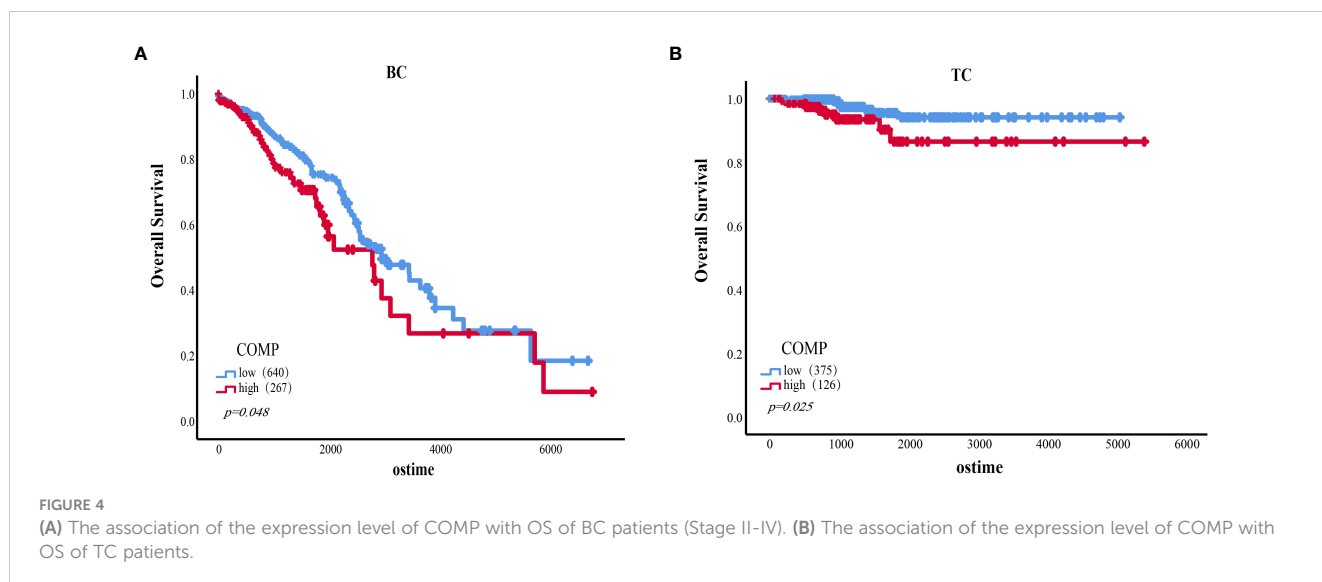 A
BC
Overall Survival
1.0
0.8
0.6
0.4
0.2
0.0
COMP
low（640）
high（267）
p=0.048
0 2000 4000 6000
ostime
B
TC
Overall Survival
1.0
0.8
0.6
0.4
0.2
0.0
COMP
low（375）
high（126）
p=0.025
0 1000 2000 3000 4000 5000 6000
ostime
FIGURE 4
(A) The association of the expression level of COMP with OS of BC patients (Stage II-IV). (B) The association of the expression level of COMP with
OS of TC patients.